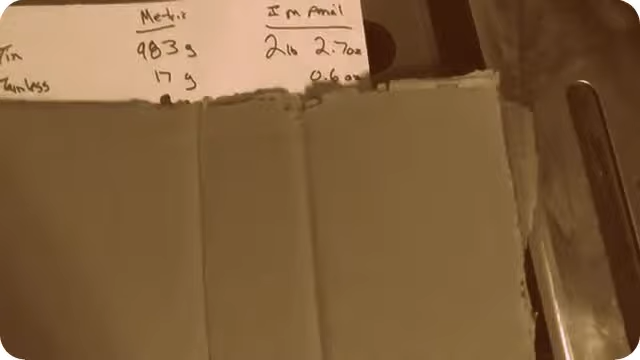 Metric Imperial
Tin 983 g 2 lb 2.7 oz
17 g 0.6 oz